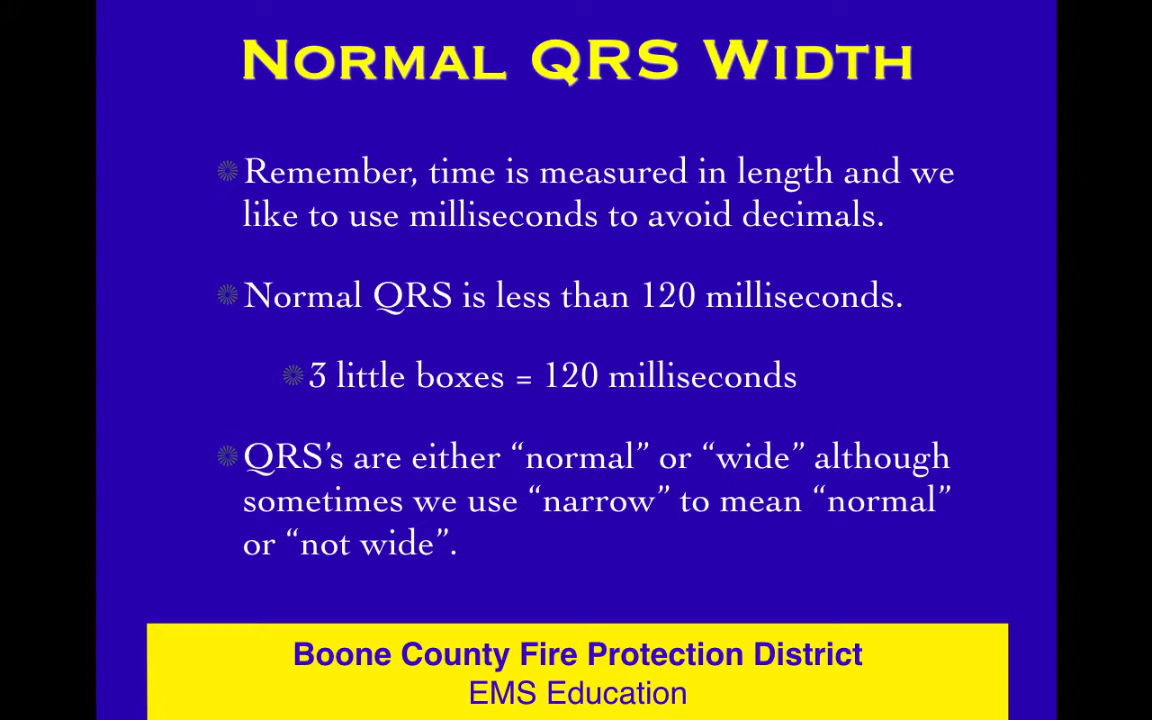 NORMAL QRS WIDTH
Remember, time is measured in length and we
like to use milliseconds to avoid decimals.
Normal QRS is less than 120 milliseconds.
3 little boxes = 120 milliseconds
QRS’s are either “normal” or “wide” although
sometimes we use “narrow” to mean “normal”
or “not wide”.
Boone County Fire Protection District
EMS Education